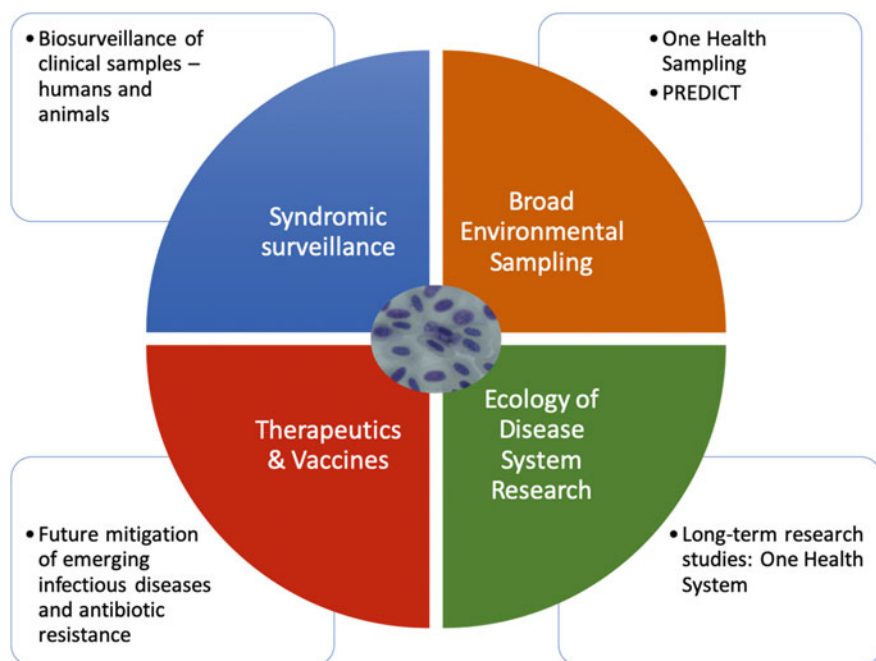 •Biosurveillance of
clinical samples –
humans and
animals
•One Health
Sampling
•PREDICT
Syndromic
surveillance
Broad
Environmental
Sampling
Therapeutics
& Vaccines
Ecology of
Disease
System
Research
•Future mitigation
of emerging
infectious diseases
and antibiotic
resistance
•Long-term research
studies: One Health
System